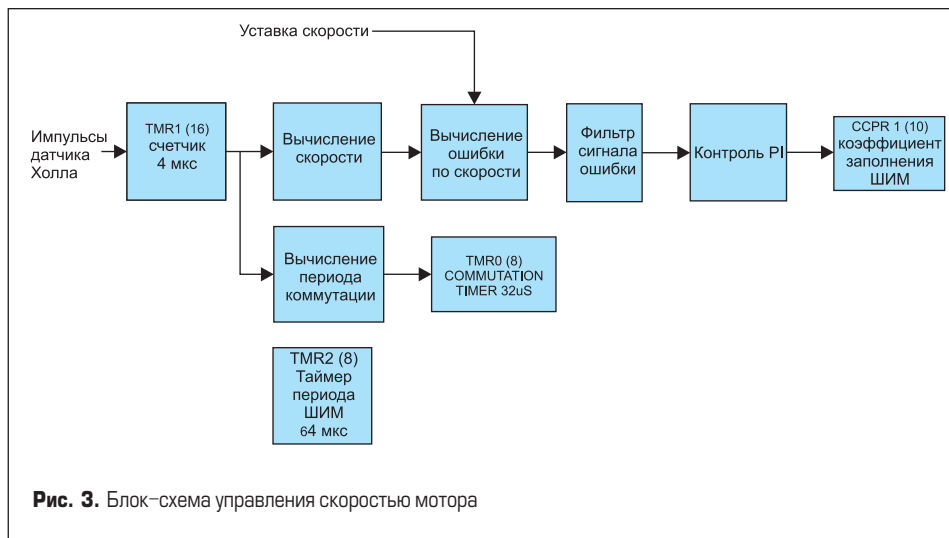 Уставка скорости
Импульсы
датчика
Холла
TMR1 (16)
счетчик
4 мкс
Вычисление
скорости
Вычисление
ошибки
по скорости
Фильтр
сигнала
ошибки
Контроль PI
CCPR 1 (10)
коэффициент
заполнения
ШИМ
Вычисление
периода
коммутации
TMR0 (8)
COMMUTATION
TIMER 32uS
TMR2 (8)
Таймер
периода
ШИМ
64 мкс
Рис. 3. Блок-схема управления скоростью мотора